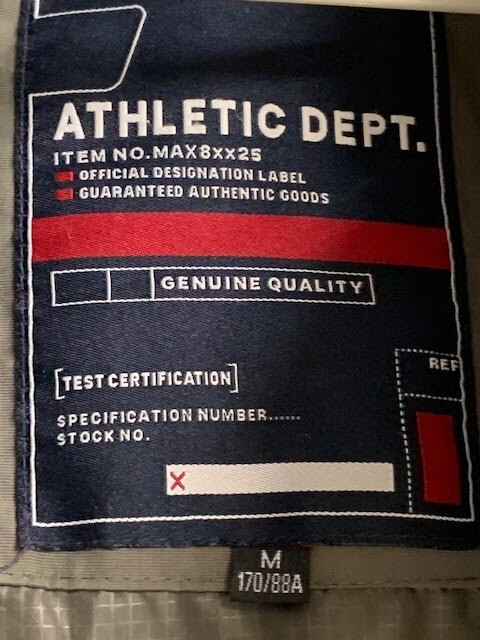 ATHLETIC DEPT.
ITEM NO.MAX8xx25
OFFICIAL DESIGNATION LABEL
GUARANTEED AUTHENTIC GOODS
GENUINE QUALITY
REF
[TEST CERTIFICATION]
SPECIFICATION NUMBER......
STOCK NO.
X
M
170/88A